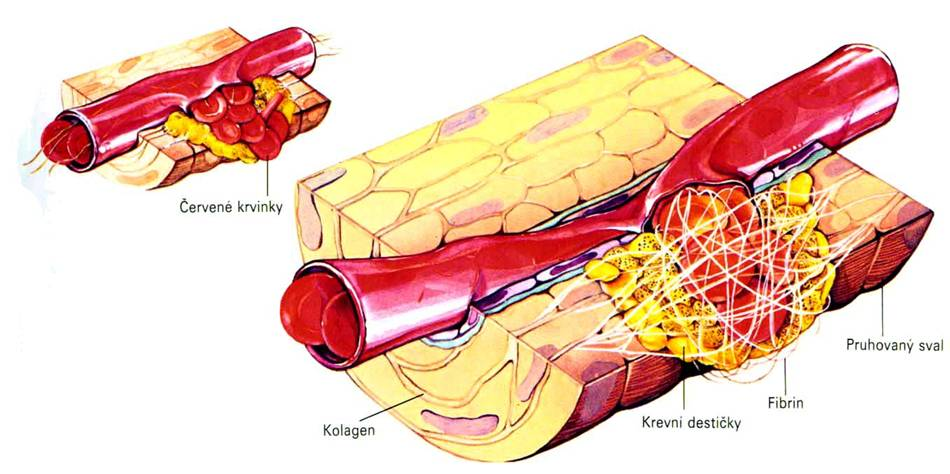 Červené krvinky
Pruhovaný sval
Fibrin
Krevní destičky
Kolagen